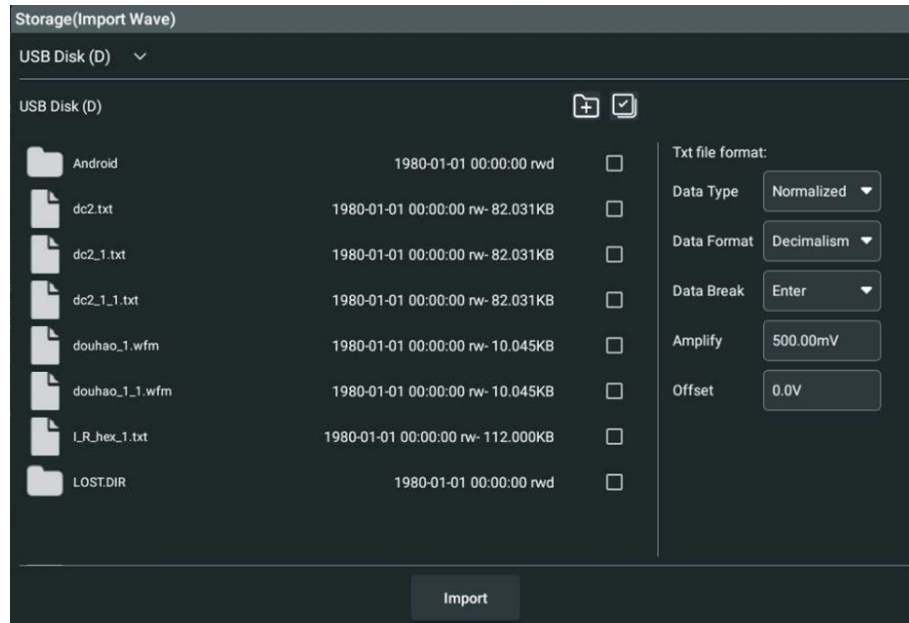 Storage(Import Wave)
USB Disk (D)
USB Disk (D)
Android 1980-01-01 00:00:00 rwd
dc2.txt 1980-01-01 00:00:00 rw- 82.031KB
dc2_1.txt 1980-01-01 00:00:00 rw- 82.031KB
dc2_1_1.txt 1980-01-01 00:00:00 rw- 82.031KB
douhao_1.wfm 1980-01-01 00:00:00 rw- 10.045KB
douhao_1_1.wfm 1980-01-01 00:00:00 rw- 10.045KB
I_R_hex_1.txt 1980-01-01 00:00:00 rw- 112.000KB
LOST.DIR 1980-01-01 00:00:00 rwd
Txt file format:
Data Type Normalized
Data Format Decimalism
Data Break Enter
Amplify 500.00mV
Offset 0.0V
Import